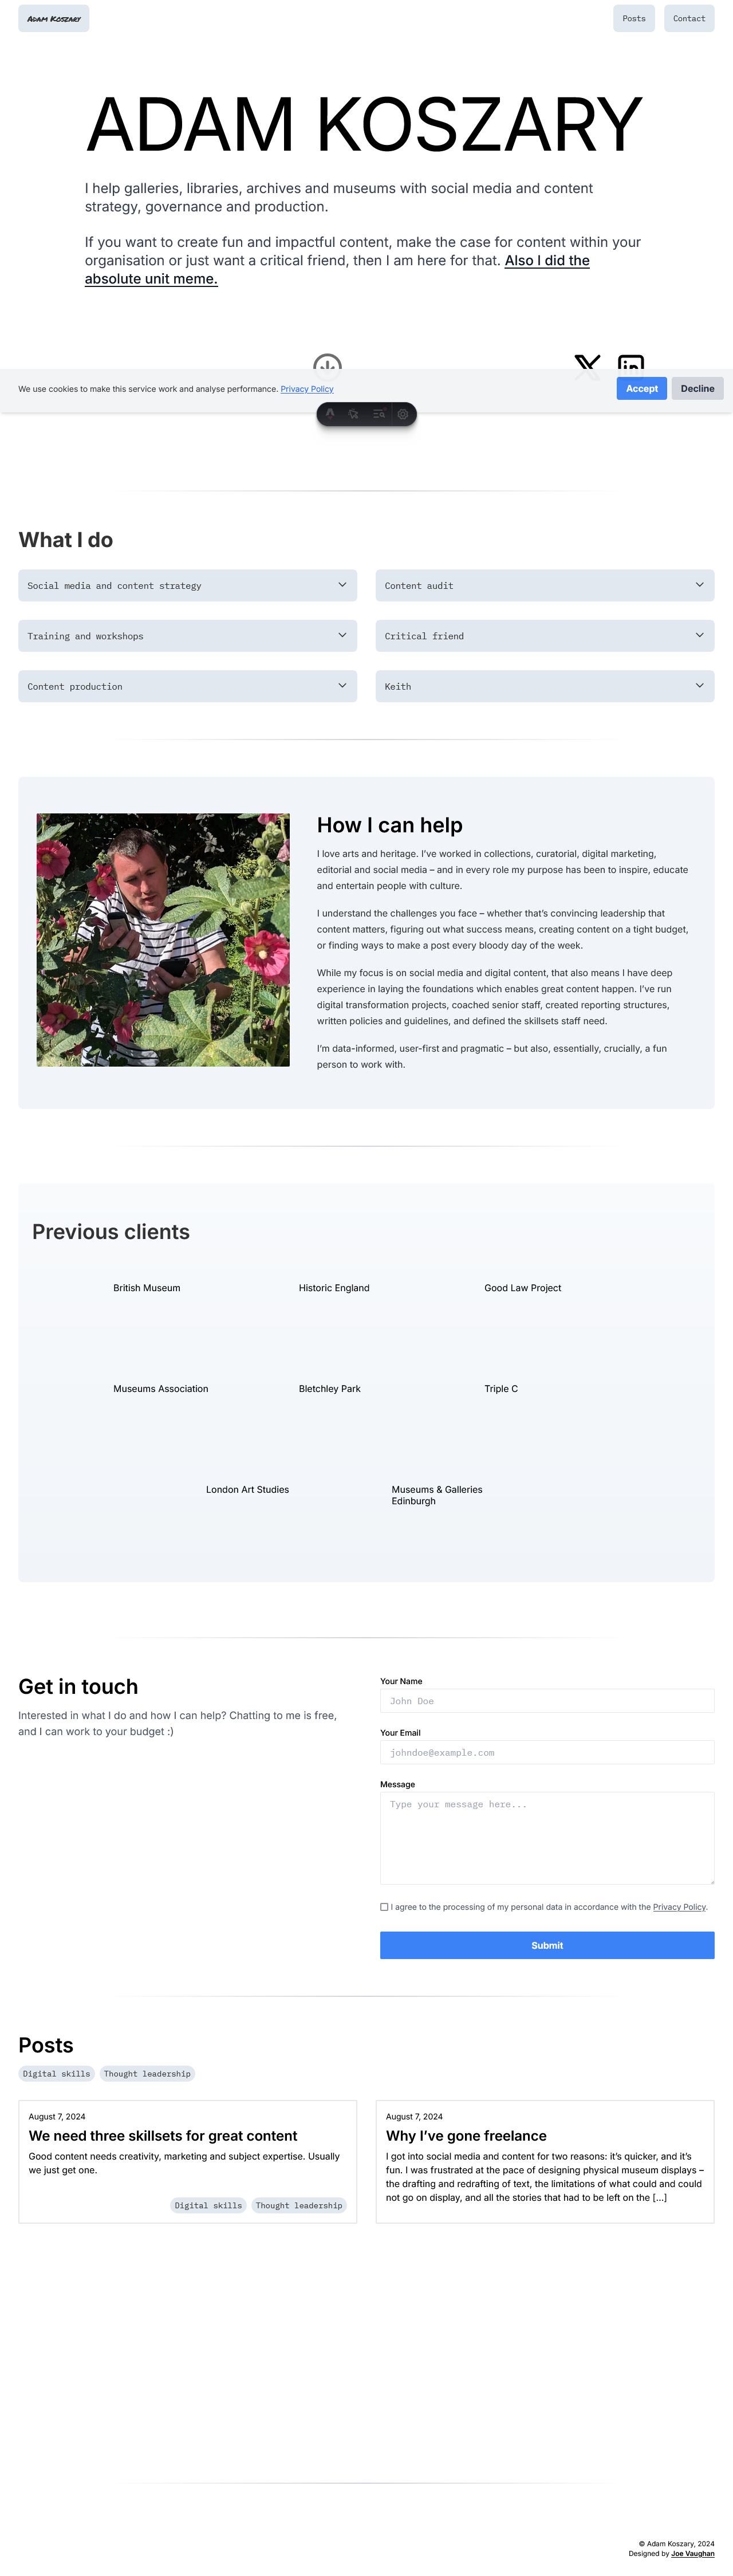 Adam Koszary
Posts
Contact
ADAM KOSZARY
I help galleries, libraries, archives and museums with social media and content
strategy, governance and production.
If you want to create fun and impactful content, make the case for content within your
organisation or just want a critical friend, then I am here for that. Also I did the
absolute unit meme.
We use cookies to make this service work and analyse performance. Privacy Policy
Accept
Decline
What I do
Social media and content strategy
Content audit
Training and workshops
Critical friend
Content production
Keith
How I can help
I love arts and heritage. I’ve worked in collections, curatorial, digital marketing,
editorial and social media – and in every role my purpose has been to inspire, educate
and entertain people with culture.
I understand the challenges you face – whether that’s convincing leadership that
content matters, figuring out what success means, creating content on a tight budget,
or finding ways to make a post every bloody day of the week.
While my focus is on social media and digital content, that also means I have deep
experience in laying the foundations which enables great content happen. I’ve run
digital transformation projects, coached senior staff, created reporting structures,
written policies and guidelines, and defined the skillsets staff need.
I’m data-informed, user-first and pragmatic – but also, essentially, crucially, a fun
person to work with.
Previous clients
British Museum
Historic England
Good Law Project
Museums Association
Bletchley Park
Triple C
London Art Studies
Museums & Galleries
Edinburgh
Get in touch
Interested in what I do and how I can help? Chatting to me is free,
and I can work to your budget :)
Your Name
John Doe
Your Email
johndoe@example.com
Message
Type your message here...
I agree to the processing of my personal data in accordance with the Privacy Policy.
Submit
Posts
Digital skills
Thought leadership
August 7, 2024
We need three skillsets for great content
Good content needs creativity, marketing and subject expertise. Usually
we just get one.
Digital skills
Thought leadership
August 7, 2024
Why I’ve gone freelance
I got into social media and content for two reasons: it’s quicker, and it’s
fun. I was frustrated at the pace of designing physical museum displays –
the drafting and redrafting of text, the limitations of what could and could
not go on display, and all the stories that had to be left on the […]
© Adam Koszary, 2024
Designed by Joe Vaughan